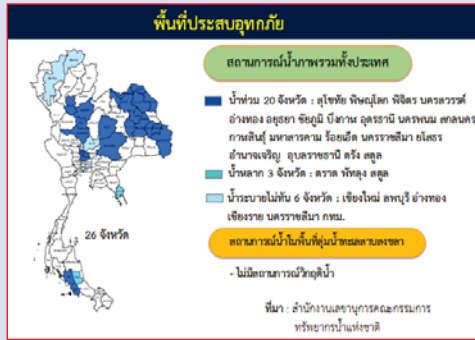 พื้นที่ประสบอุทกภัย
สถานการณ์น้ำภาพรวมทั้งประเทศ
น้ำท่วม 20 จังหวัด : สุโขทัย พิษณุโลก พิจิตร นครสวรรค์
อ่างทอง อยุธยา ชัยภูมิ บึงกาฬ อุดรธานี นครพนม สกลนคร
กาฬสินธุ์ มหาสารคาม ร้อยเอ็ด นครราชสีมา ยโสธร
อำนาจเจริญ อุบลราชธานี ตรัง สตูล
น้ำหลาก 3 จังหวัด : ตราด พัทลุง สตูล
น้ำระบายไม่ทัน 6 จังหวัด : เชียงใหม่ ลพบุรี อ่างทอง
เชียงราย นครราชสีมา กทม.
26 จังหวัด
สถานการณ์น้ำในพื้นที่ลุ่มน้ำทะเลสาบสงขลา
- ไม่มีสถานการณ์วิกฤติน้ำ
ที่มา : สำนักงานเลขานุการคณะกรรมการ
ทรัพยากรน้ำแห่งชาติ